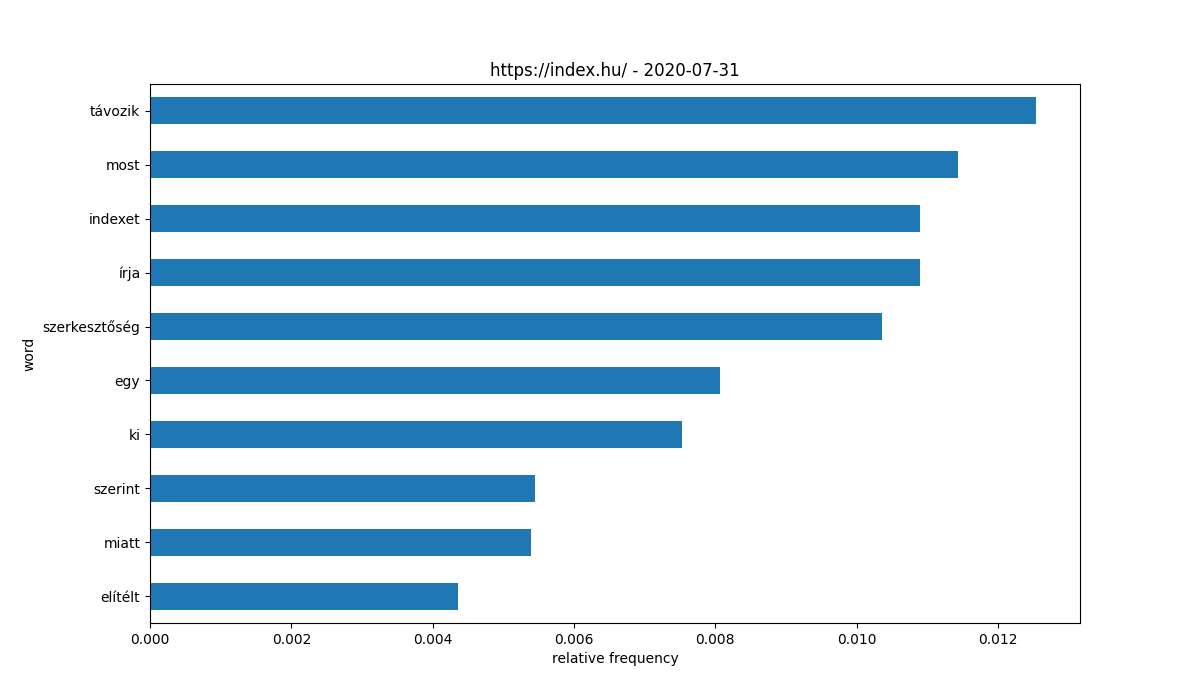 https://index.hu/ - 2020-07-31
távozik
most
indexet
írja
szerkesztőség
egy
ki
szerint
miatt
elítélt
word
0.000 0.002 0.004 0.006 0.008 0.010 0.012
relative frequency